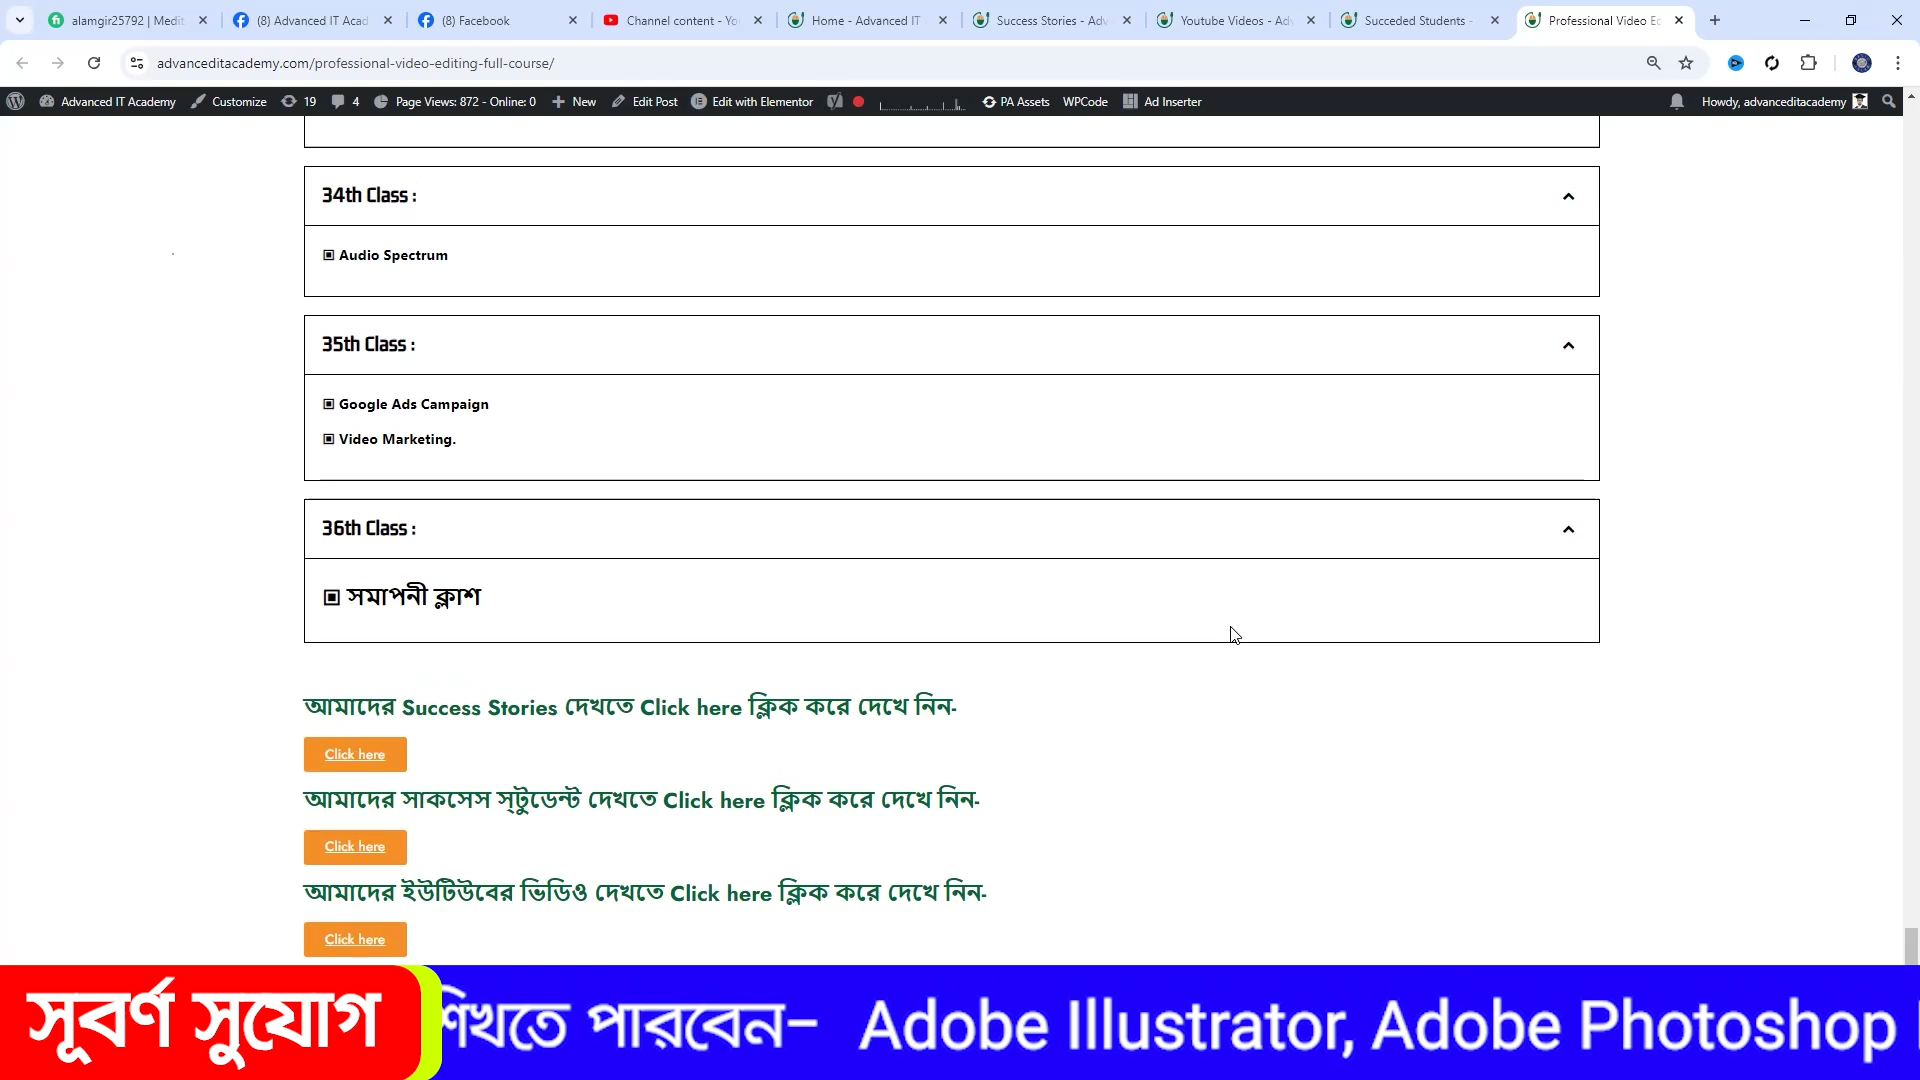 alamgir25792 | Medit
(8) Advanced IT Acad
(8) Facebook
Channel content - Yo
Home - Advanced IT
Success Stories - Adv
Youtube Videos - Adv
Succeded Students -
Professional Video Ed
advanceditacademy.com/professional-video-editing-full-course/
Advanced IT Academy
Customize
19
4
Page Views: 872 - Online: 0
New
Edit Post
Edit with Elementor
PA Assets
WPCode
Ad Inserter
Howdy, advanceditacademy
34th Class :
▣ Audio Spectrum
35th Class :
▣ Google Ads Campaign
▣ Video Marketing.
36th Class :
▣ সমাপনী ক্লাশ
আমাদের Success Stories দেখতে Click here ক্লিক করে দেখে নিন-
Click here
আমাদের সাকসেস স্টুডেন্ট দেখতে Click here ক্লিক করে দেখে নিন-
Click here
আমাদের ইউটিউবের ভিডিও দেখতে Click here ক্লিক করে দেখে নিন-
Click here
সূবর্ণ সুযোগ
শিখতে পারবেন– Adobe Illustrator, Adobe Photoshop